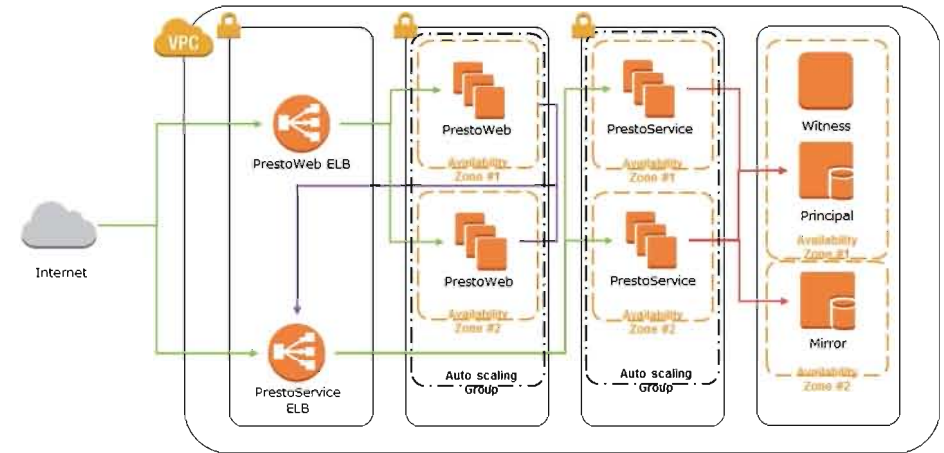 VPC
Internet
PrestoWeb ELB
PrestoService
ELB
PrestoWeb
Availability
Zone #1
PrestoWeb
Availability
Zone #2
Auto scaling
Group
PrestoService
Availability
Zone #1
PrestoService
Availability
Zone #2
Auto scaling
Group
Witness
Principal
Availability
Zone #1
Mirror
Availability
Zone #2